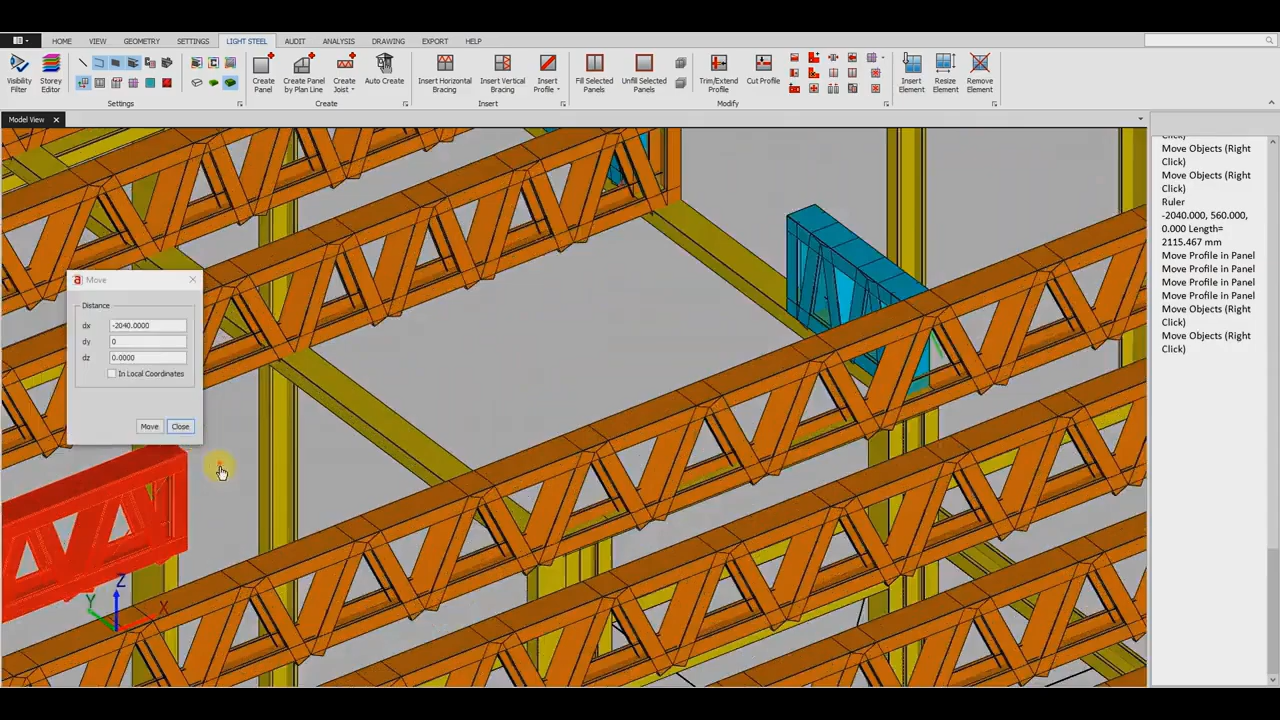 HOME VIEW GEOMETRY SETTINGS LIGHT STEEL AUDIT ANALYSIS DRAWING EXPORT HELP
Visibility Filter
Storey Editor
Settings
Create Panel
Create Panel by Plan Line
Create Joist
Auto Create
Create
Insert Horizontal Bracing
Insert Vertical Bracing
Insert Profile
Insert
Fill Selected Panels
Unfill Selected Panels
Trim/Extend Profile
Cut Profile
Modify
Insert Element
Resize Element
Remove Element
Model View
Click)
Move Objects (Right
Click)
Move Objects (Right
Click)
Ruler
-2040.000, 560.000,
0.000 Length=
2115.467 mm
Move Profile in Panel
Move Profile in Panel
Move Profile in Panel
Move Profile in Panel
Move Objects (Right
Click)
Move Objects (Right
Click)
a Move
Distance
dx -2040.0000
dy 0
dz 0.0000
In Local Coordinates
Move Close
Z
Y
X